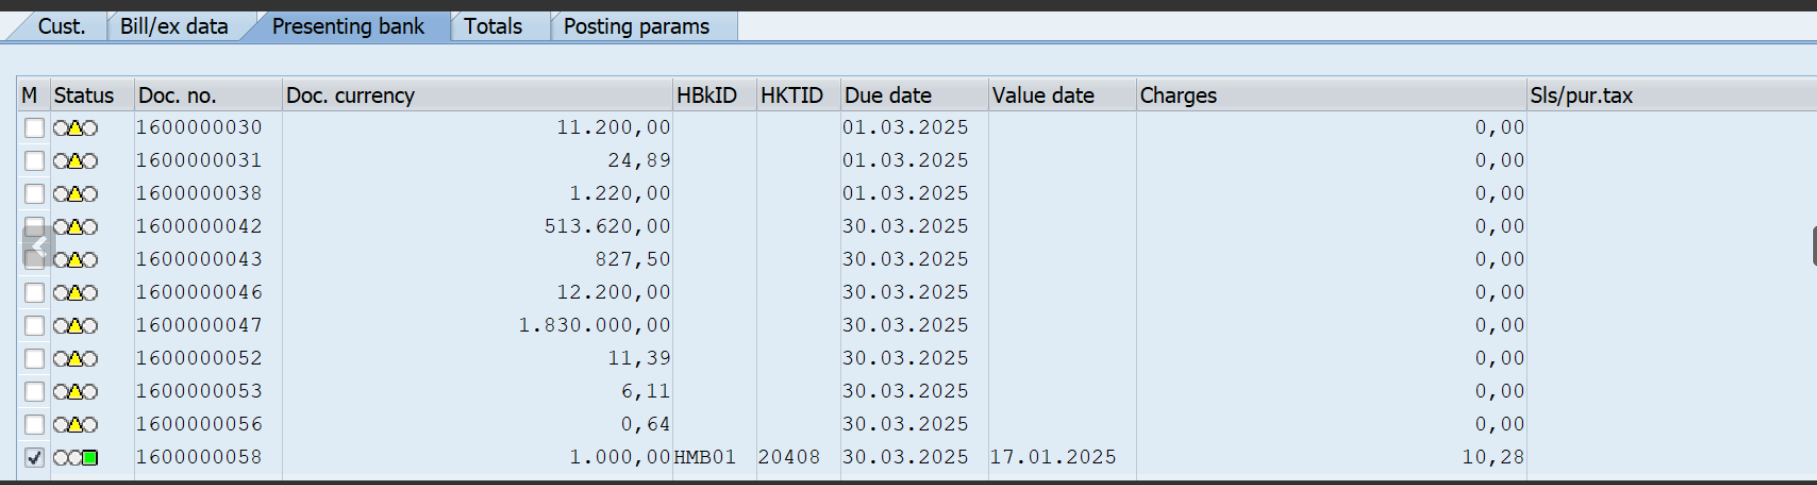 Cust. Bill/ex data Presenting bank Totals Posting params
M Status Doc. no. Doc. currency HBkID HKTID Due date Value date Charges Sls/pur.tax
1600000030 11.200,00 01.03.2025 0,00
1600000031 24,89 01.03.2025 0,00
1600000038 1.220,00 01.03.2025 0,00
1600000042 513.620,00 30.03.2025 0,00
1600000043 827,50 30.03.2025 0,00
1600000046 12.200,00 30.03.2025 0,00
1600000047 1.830.000,00 30.03.2025 0,00
1600000052 11,39 30.03.2025 0,00
1600000053 6,11 30.03.2025 0,00
1600000056 0,64 30.03.2025 0,00
1600000058 1.000,00 HMB01 20408 30.03.2025 17.01.2025 10,28